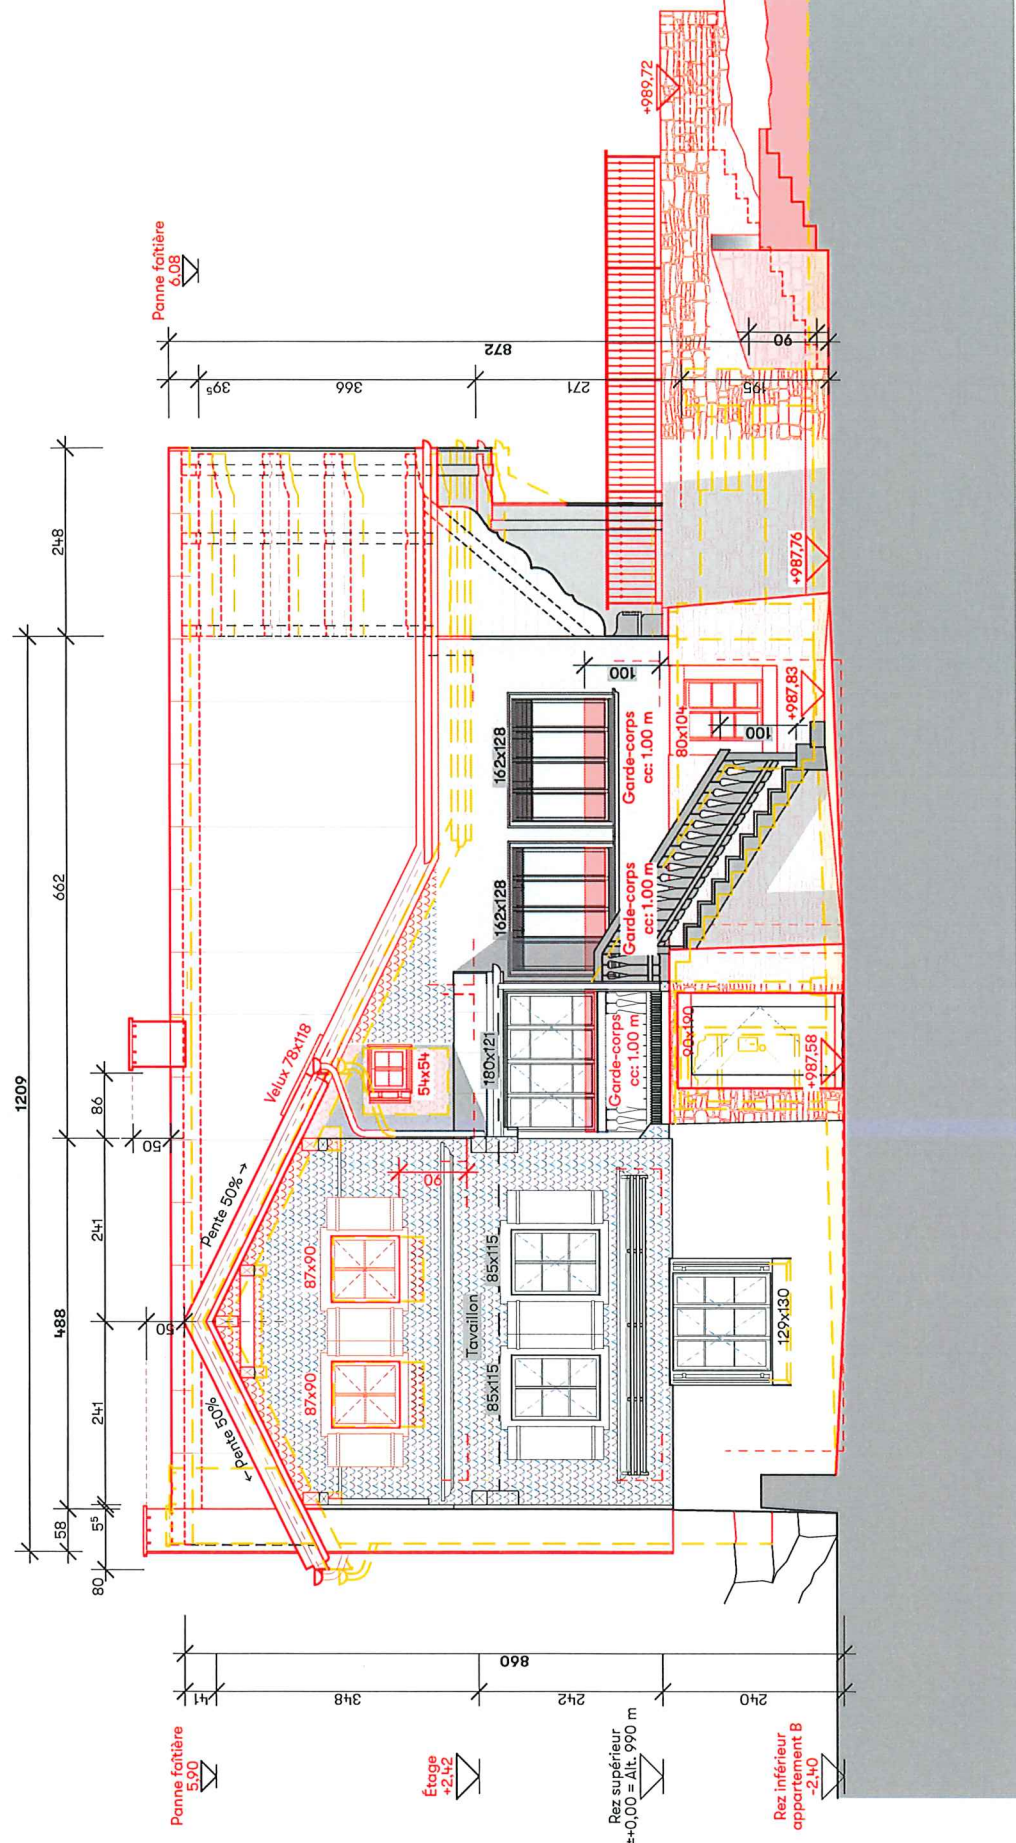 Panne faîtière
6,08
1209
662
248
488
86
241
241
58
5⁵
80
50
50
872
39⁵
366
271
195
90
Velux 78x118
Pente 50% →
← Pente 50%
54x54
87x90
87x90
90
Tavaillon
85x115
85x115
180x121
162x128
162x128
100
Garde-corps
cc: 1.00 m
Garde-corps
cc: 1.00 m
Garde-corps
cc: 1.00 m
80x104
100
90x190
129x130
+989,72
+987,76
+987,83
+987,58
860
41
348
242
240
Panne faîtière
5,90
Étage
+2,42
Rez supérieur
±+0,00 = Alt. 990 m
Rez inférieur
appartement B
-2,40